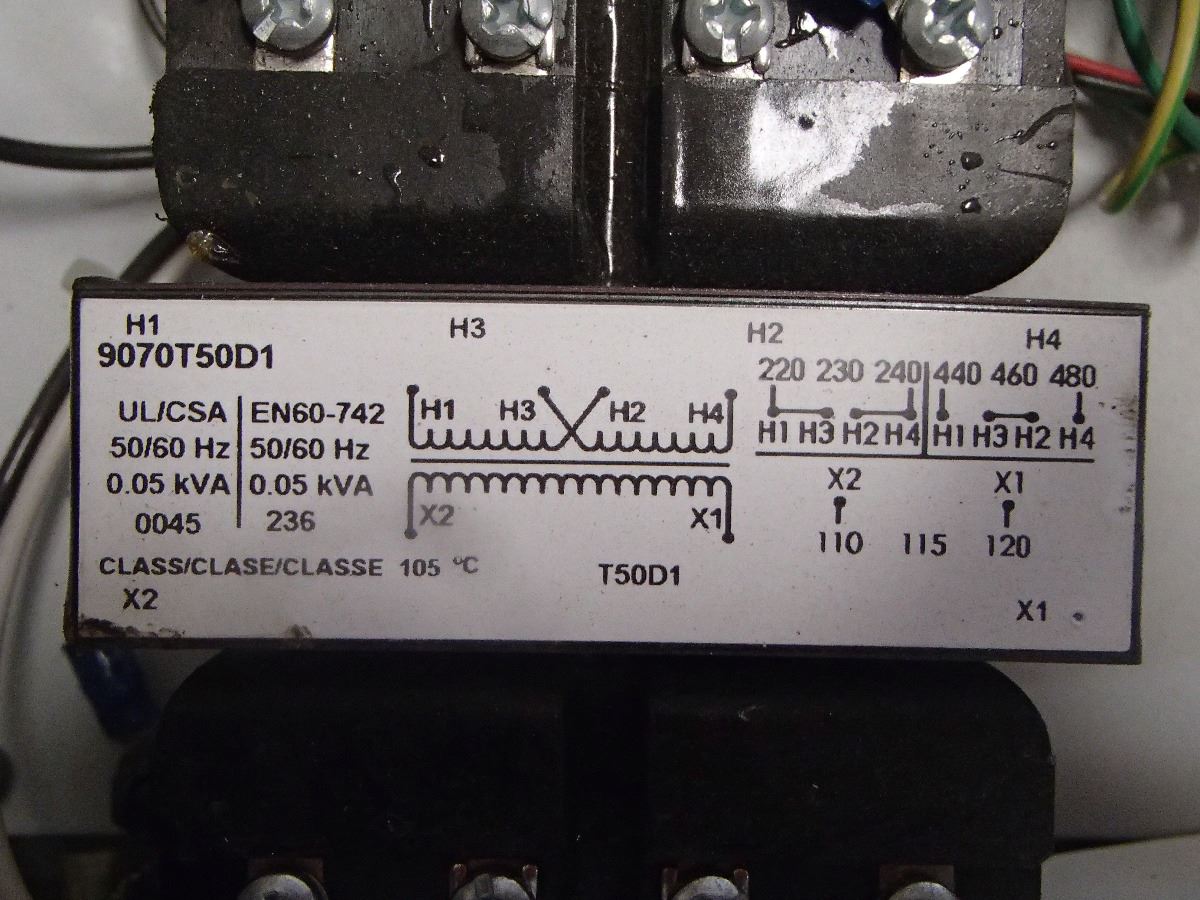 H1 H3 H2 H4
9070T50D1
220 230 240 440 460 480
UL/CSA EN60-742 H1 H3 H2 H4
50/60 Hz 50/60 Hz H1 H3 H2 H4 H1 H3 H2 H4
0.05 kVA 0.05 kVA X2 X1
0045 236 X2 X1 110 115 120
CLASS/CLASE/CLASSE 105 °C T50D1
X2 X1